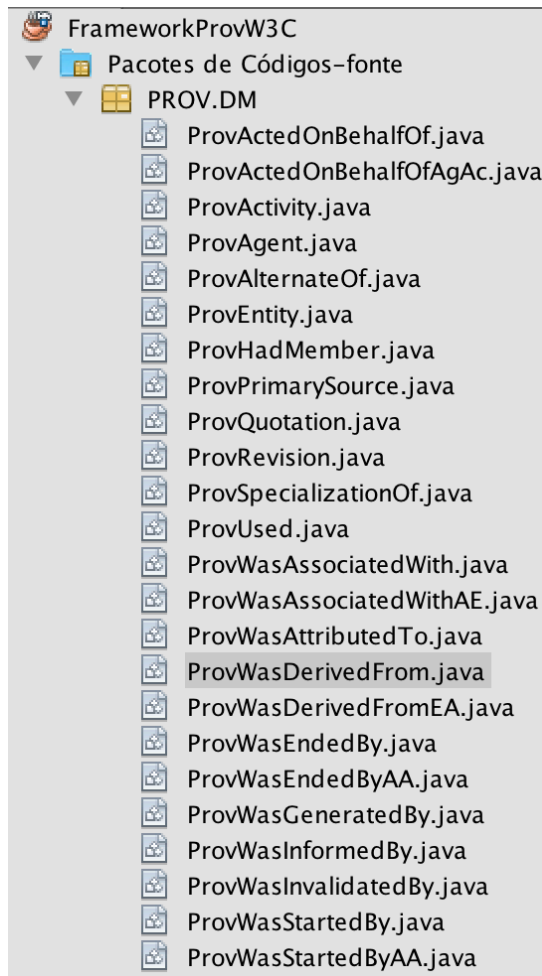 FrameworkProvW3C
Pacotes de Códigos-fonte
PROV.DM
ProvActedOnBehalfOf.java
ProvActedOnBehalfOfAgAc.java
ProvActivity.java
ProvAgent.java
ProvAlternateOf.java
ProvEntity.java
ProvHadMember.java
ProvPrimarySource.java
ProvQuotation.java
ProvRevision.java
ProvSpecializationOf.java
ProvUsed.java
ProvWasAssociatedWith.java
ProvWasAssociatedWithAE.java
ProvWasAttributedTo.java
ProvWasDerivedFrom.java
ProvWasDerivedFromEA.java
ProvWasEndedBy.java
ProvWasEndedByAA.java
ProvWasGeneratedBy.java
ProvWasInformedBy.java
ProvWasInvalidatedBy.java
ProvWasStartedBy.java
ProvWasStartedByAA.java